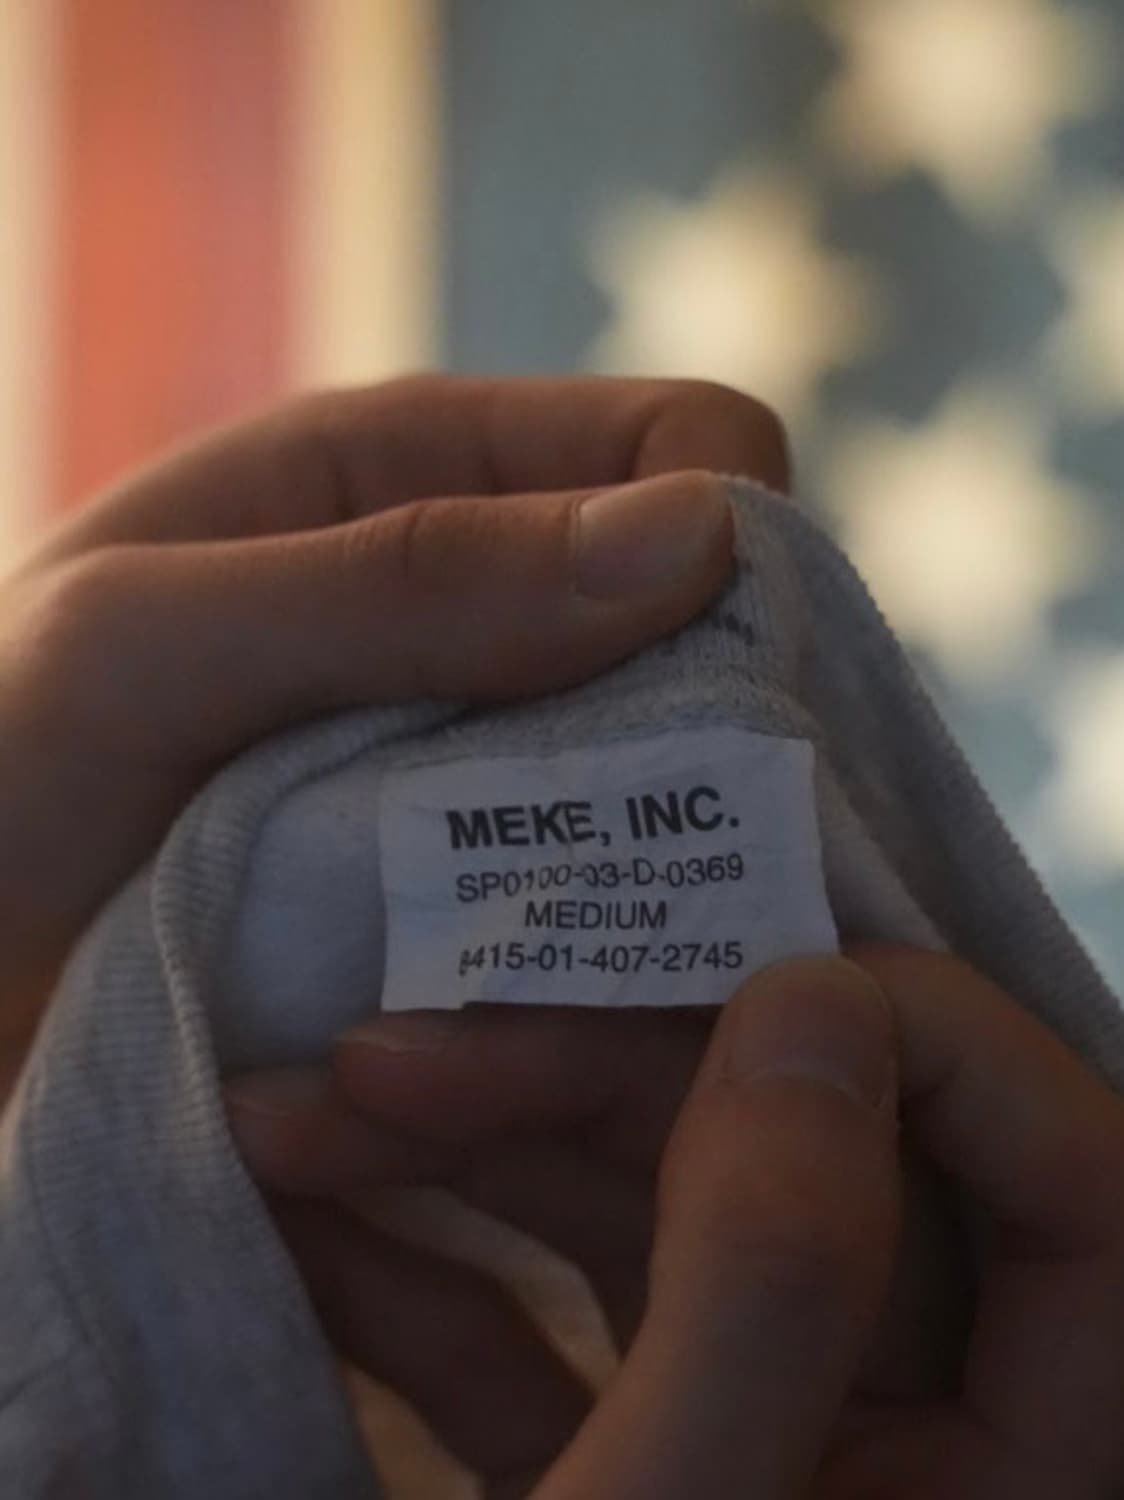 MEKE, INC.
SP0100-03-D-0369
MEDIUM
8415-01-407-2745